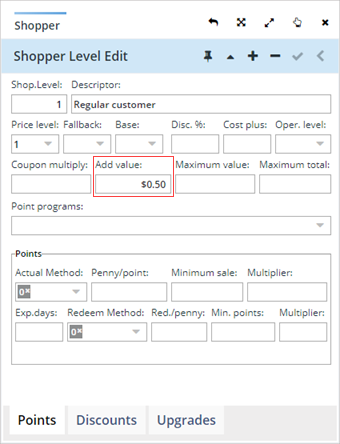 Shopper
Shopper Level Edit
Shop.Level: Descriptor:
1 Regular customer
Price level: Fallback: Base: Disc. %: Cost plus: Oper. level:
1
Coupon multiply: Add value: Maximum value: Maximum total:
$0.50
Point programs:
Points
Actual Method: Penny/point: Minimum sale: Multiplier:
0
Exp.days: Redeem Method: Red./penny: Min. points: Multiplier:
0
Points Discounts Upgrades